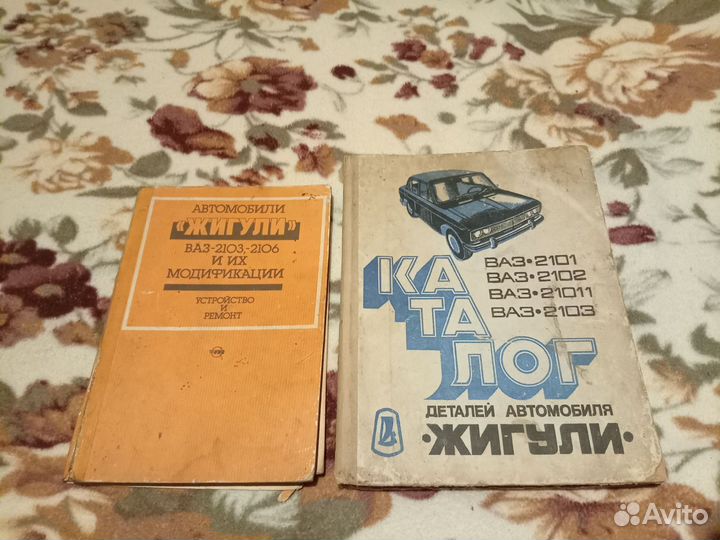 АВТОМОБИЛИ
«ЖИГУЛИ»
ВАЗ-2103,-2106
И ИХ
МОДИФИКАЦИИ
УСТРОЙСТВО
И
РЕМОНТ
КА
ТА
ЛОГ
ВАЗ•2101
ВАЗ•2102
ВАЗ•21011
ВАЗ•2103
ДЕТАЛЕЙ АВТОМОБИЛЯ
•ЖИГУЛИ•
Avito